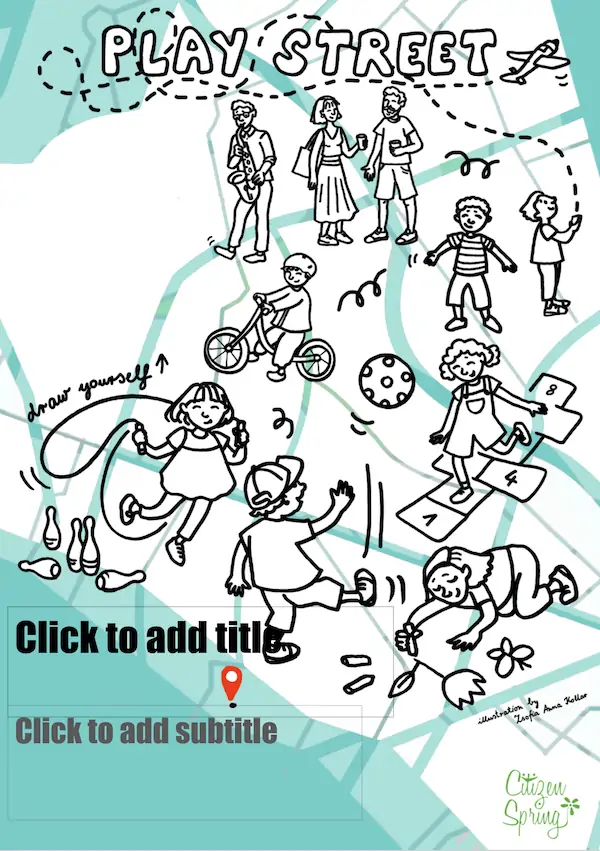 PLAY STREET
draw yourself ↑
8
4
1
Click to add title
Click to add subtitle
illustration by
Zsofia Anna Kollar
Citizen
Spring